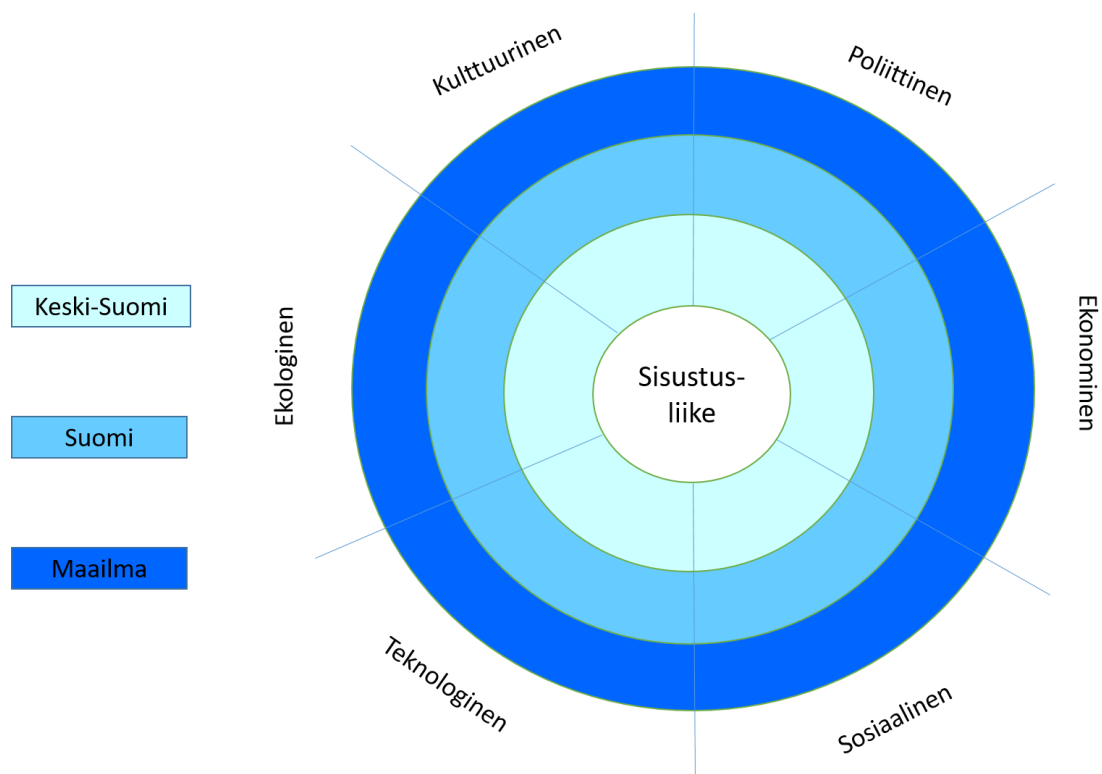 Kulttuurinen
Poliittinen
Keski-Suomi
Ekologinen
Ekonominen
Sisustus-
liike
Suomi
Maailma
Teknologinen
Sosiaalinen